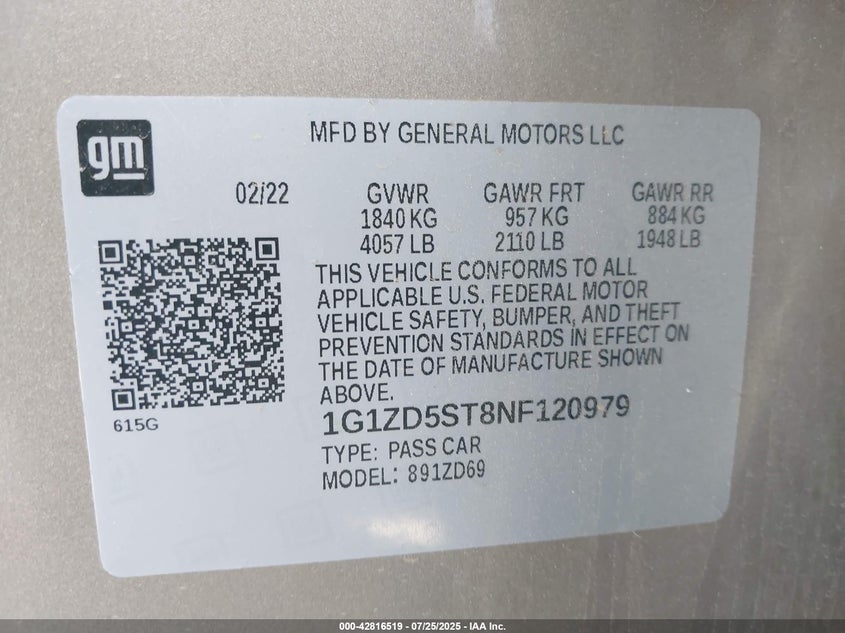 gm
MFD BY GENERAL MOTORS LLC
02/22 GVWR GAWR FRT GAWR RR
1840 KG 957 KG 884 KG
4057 LB 2110 LB 1948 LB
THIS VEHICLE CONFORMS TO ALL
APPLICABLE U.S. FEDERAL MOTOR
VEHICLE SAFETY, BUMPER, AND THEFT
PREVENTION STANDARDS IN EFFECT ON
THE DATE OF MANUFACTURE SHOWN
ABOVE.
615G
1G1ZD5ST8NF120979
TYPE: PASS CAR
MODEL: 891ZD69
000-42816519 - 07/25/2025 - IAA Inc.